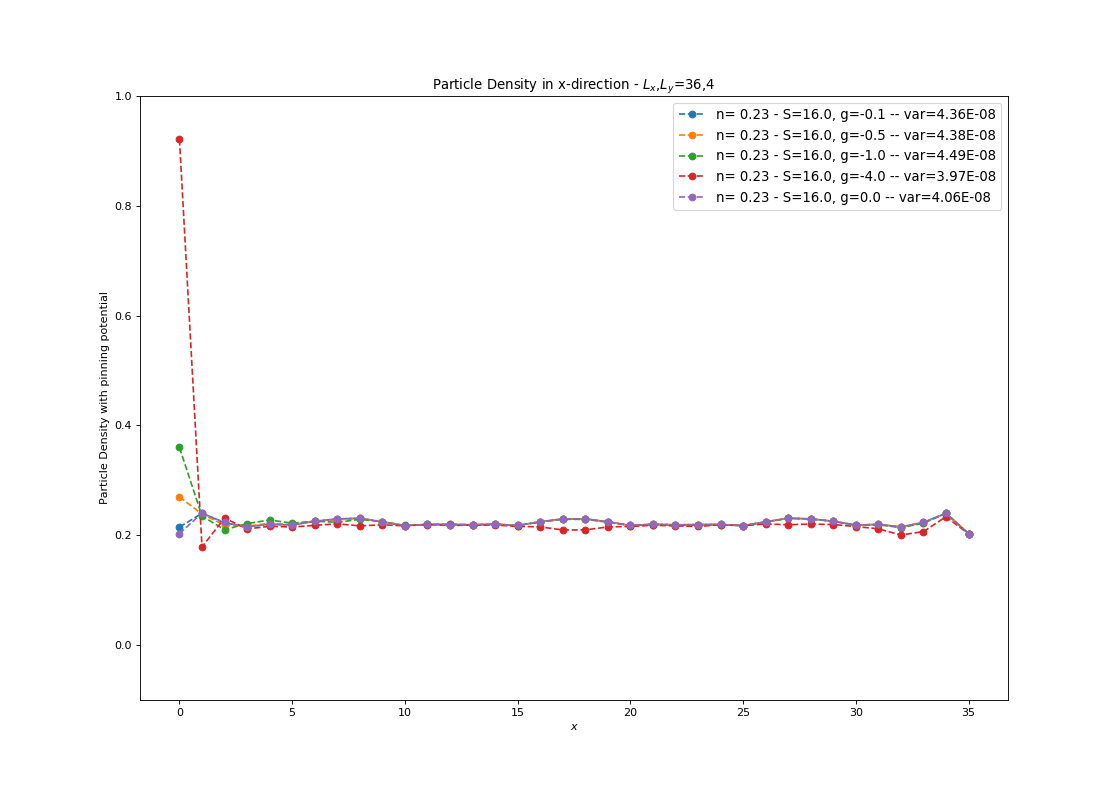 Particle Density in x-direction - Lx,Ly=36,4
1.0
0.8
0.6
0.4
0.2
0.0
Particle Density with pinning potential
n= 0.23 - S=16.0, g=-0.1 -- var=4.36E-08
n= 0.23 - S=16.0, g=-0.5 -- var=4.38E-08
n= 0.23 - S=16.0, g=-1.0 -- var=4.49E-08
n= 0.23 - S=16.0, g=-4.0 -- var=3.97E-08
n= 0.23 - S=16.0, g=0.0 -- var=4.06E-08
0 5 10 15 20 25 30 35
x